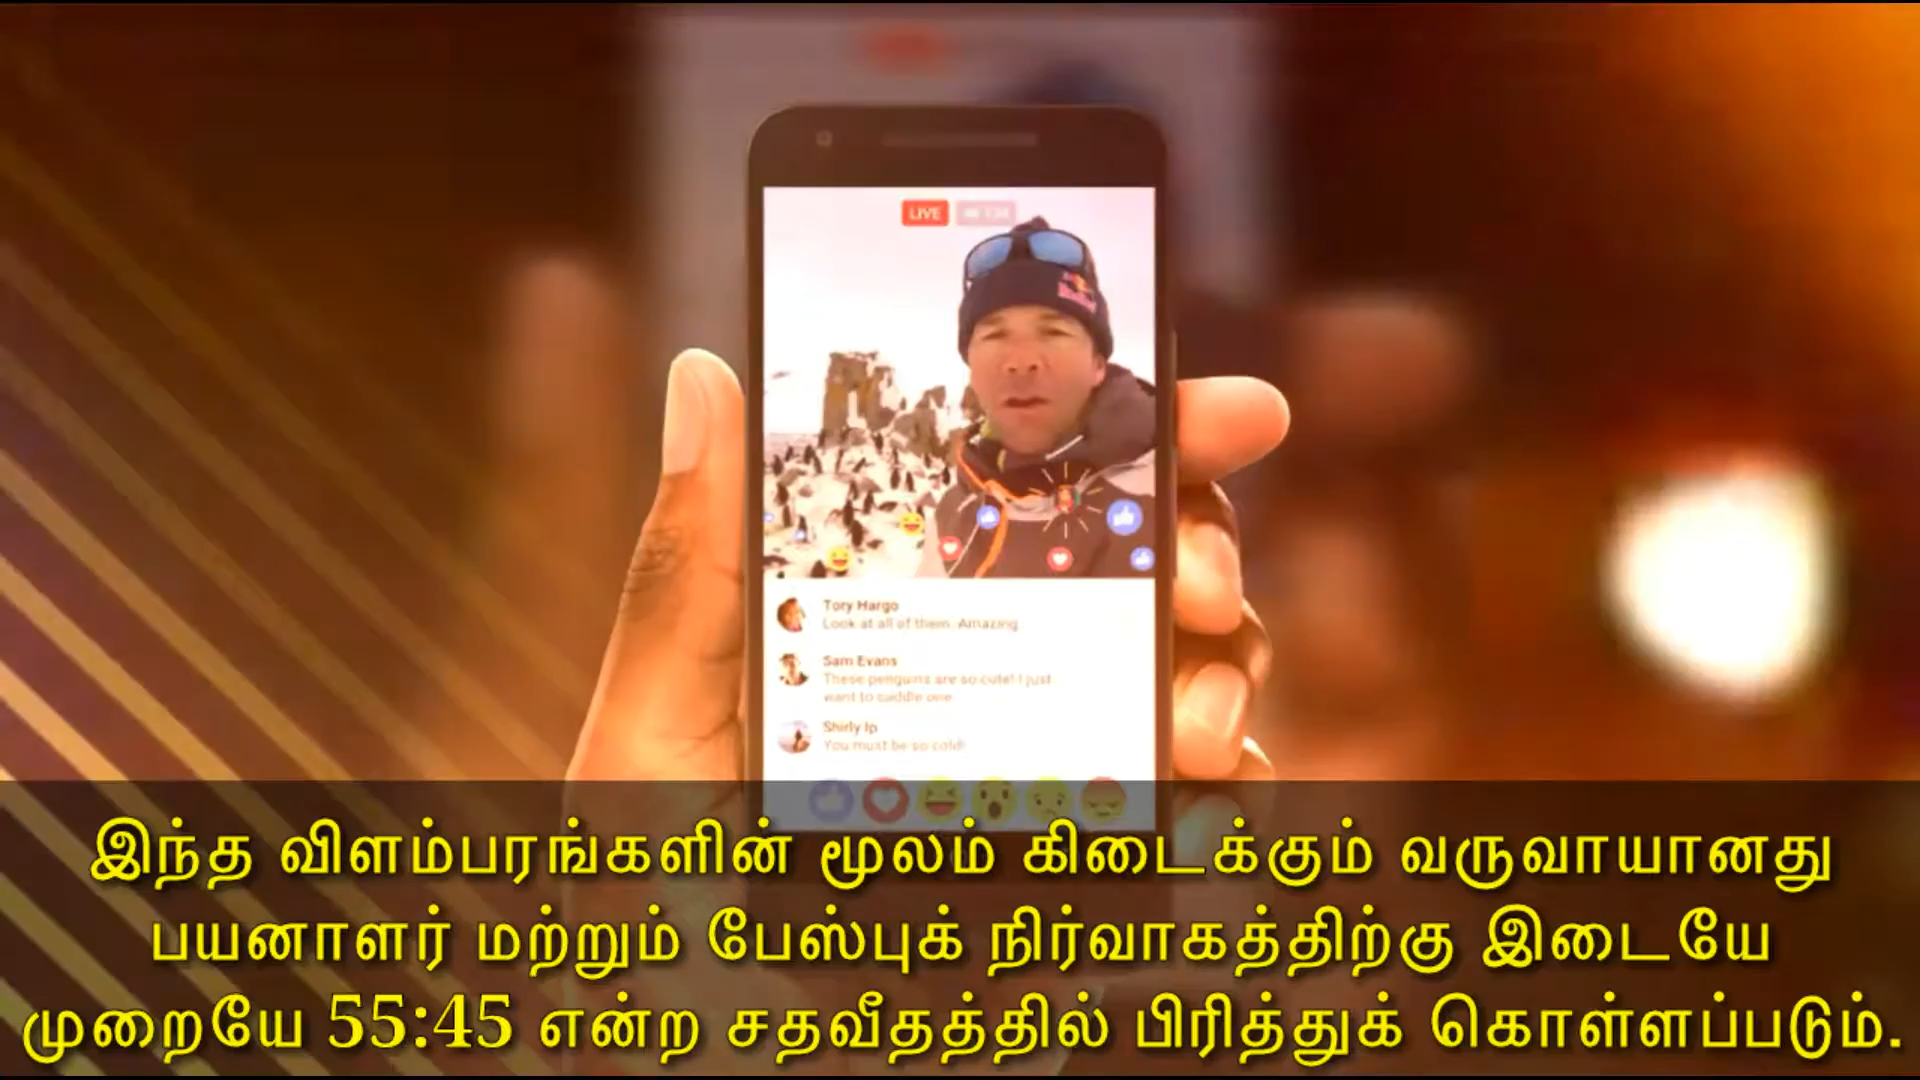 LIVE
Tory Hargo
Look at all of them. Amazing
Sam Evans
These penguins are so cute! I just
want to cuddle one
Shirly Ip
You must be so cold!
இந்த விளம்பரங்களின் மூலம் கிடைக்கும் வருவாயானது
பயனாளர் மற்றும் பேஸ்புக் நிர்வாகத்திற்கு இடையே
முறையே 55:45 என்ற சதவீதத்தில் பிரித்துக் கொள்ளப்படும்.